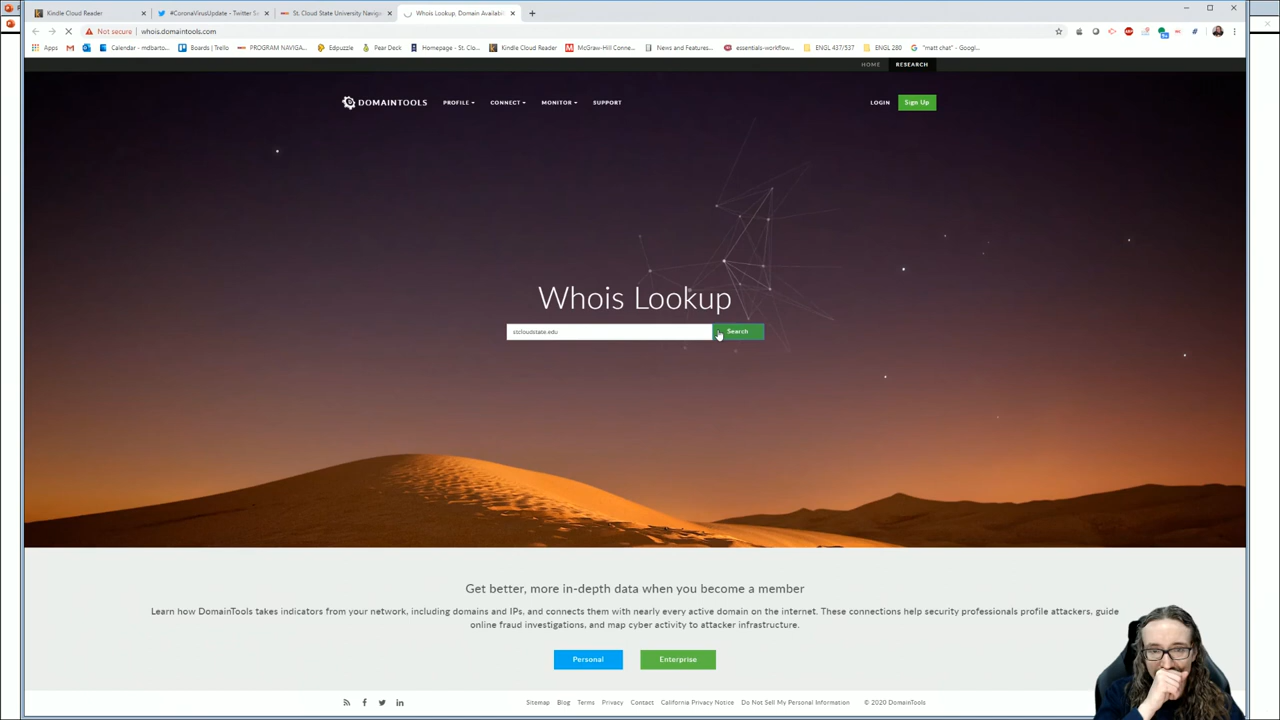 Kindle Cloud Reader
#CoronaVirusUpdate - Twitter Se
St. Cloud State University Naviga
Whois Lookup, Domain Availabi
Not secure | whois.domaintools.com
Apps
Calendar - mdbarto...
Boards | Trello
PROGRAM NAVIGA...
Edpuzzle
Pear Deck
Homepage - St. Clo...
Kindle Cloud Reader
McGraw-Hill Conne...
News and Features...
essentials-workflow...
ENGL 437/537
ENGL 280
"matt chat" - Googl...
HOME
RESEARCH
DOMAINTOOLS
PROFILE
CONNECT
MONITOR
SUPPORT
LOGIN
Sign Up
Whois Lookup
stcloudstate.edu
Search
Get better, more in-depth data when you become a member
Learn how DomainTools takes indicators from your network, including domains and IPs, and connects them with nearly every active domain on the internet. These connections help security professionals profile attackers, guide
online fraud investigations, and map cyber activity to attacker infrastructure.
Personal
Enterprise
Sitemap
Blog
Terms
Privacy
Contact
California Privacy Notice
Do Not Sell My Personal Information
© 2020 DomainTools